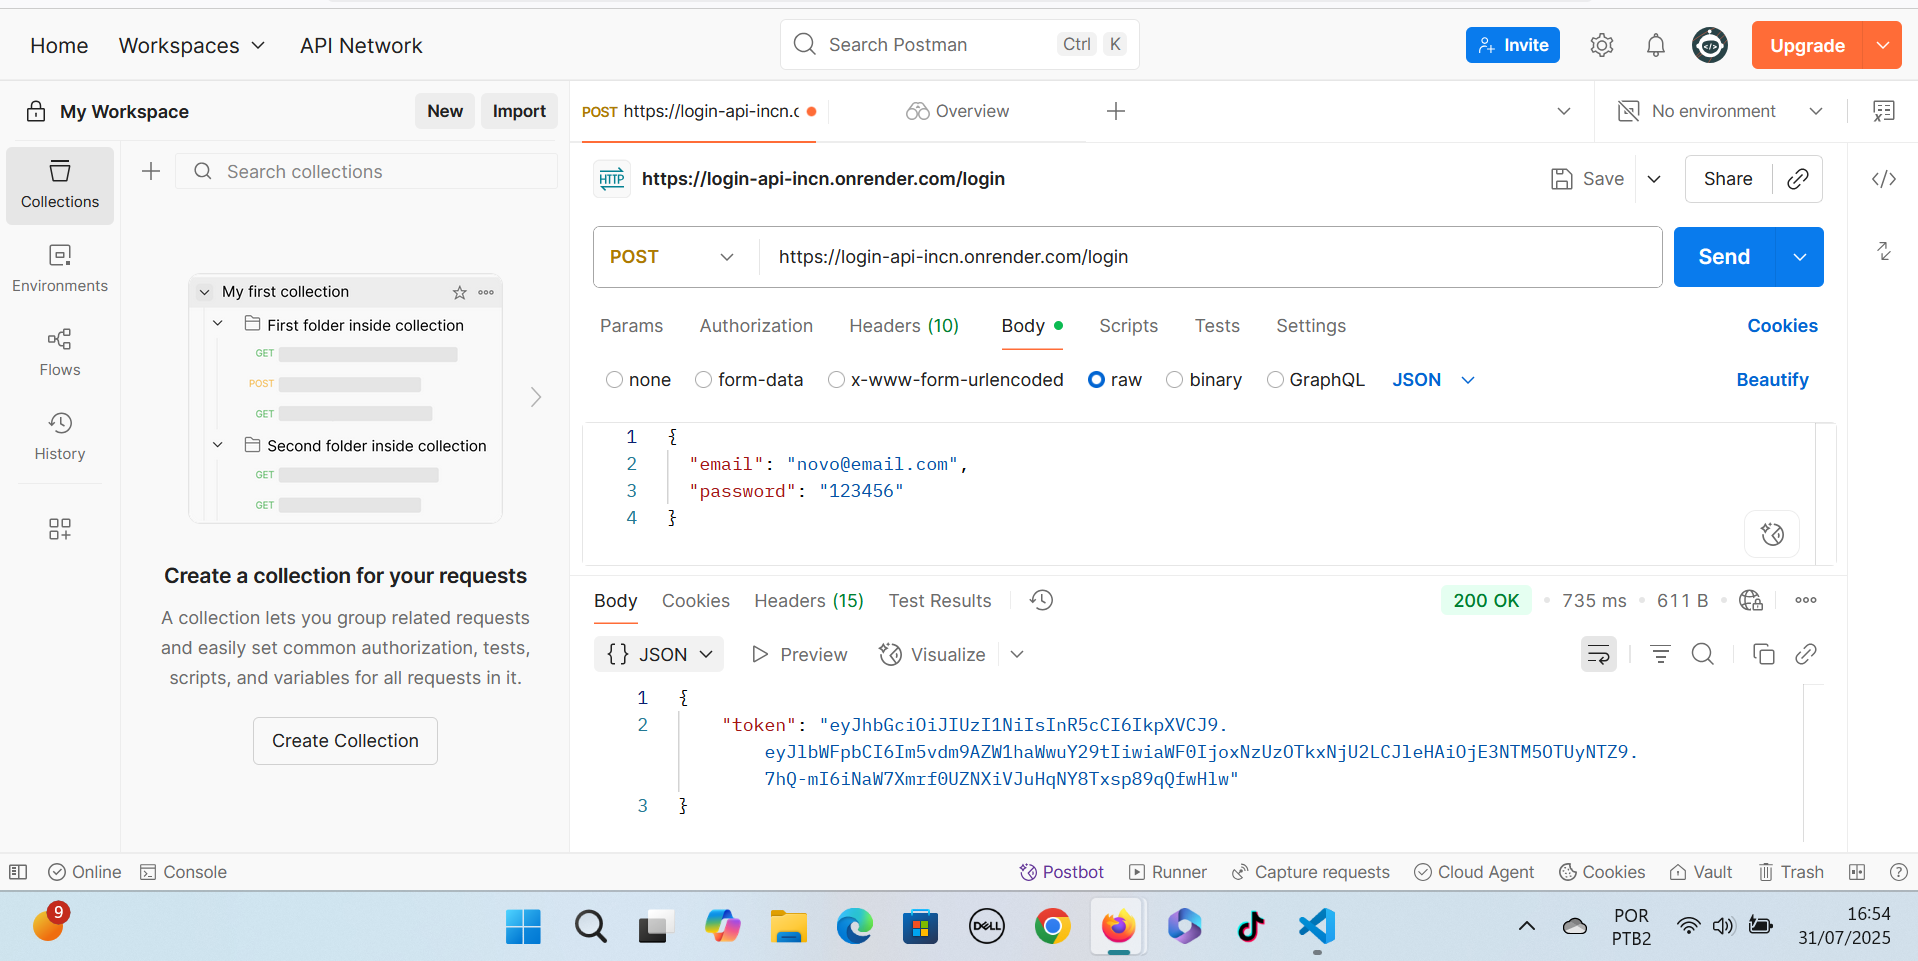 Home Workspaces API Network Search Postman Ctrl K Invite Upgrade
My Workspace New Import POST https://login-api-incn.c Overview No environment
Search collections
Collections
Environments
Flows
History
My first collection
First folder inside collection
GET
POST
GET
Second folder inside collection
GET
GET
Create a collection for your requests
A collection lets you group related requests
and easily set common authorization, tests,
scripts, and variables for all requests in it.
Create Collection
HTTP https://login-api-incn.onrender.com/login Save Share
POST https://login-api-incn.onrender.com/login Send
Params Authorization Headers (10) Body Scripts Tests Settings Cookies
none form-data x-www-form-urlencoded raw binary GraphQL JSON Beautify
1 {
2 "email": "novo@email.com",
3 "password": "123456"
4 }
Body Cookies Headers (15) Test Results 200 OK 735 ms 611 B
{} JSON Preview Visualize
1 {
2 "token": "eyJhbGciOiJIUzI1NiIsInR5cCI6IkpXVCJ9.
eyJlbWFpbCI6Im5vdm9AZW1haWwuY29tIiwiaWF0IjoxNzUzOTkxNjU2LCJleHAiOjE3NTM5OTUyNTZ9.
7hQ-mI6iNaW7Xmrf0UZNXiVJuHqNY8Txsp89qQfwHlw"
3 }
Online Console Postbot Runner Capture requests Cloud Agent Cookies Vault Trash
9
DELL
POR
PTB2
16:54
31/07/2025